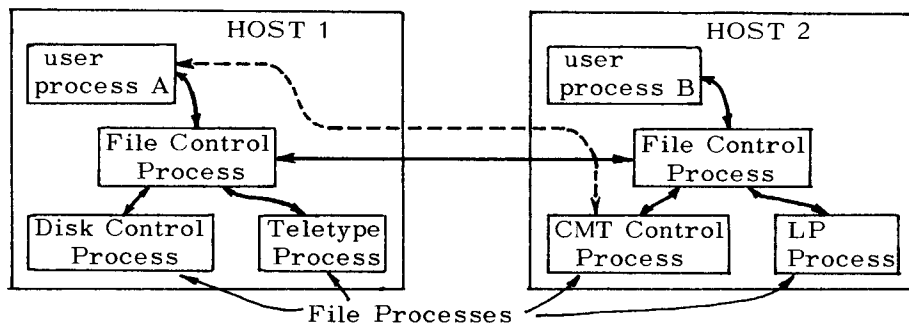 HOST 1
user
process A
File Control
Process
Disk Control
Process
Teletype
Process
HOST 2
user
process B
File Control
Process
CMT Control
Process
LP
Process
File Processes